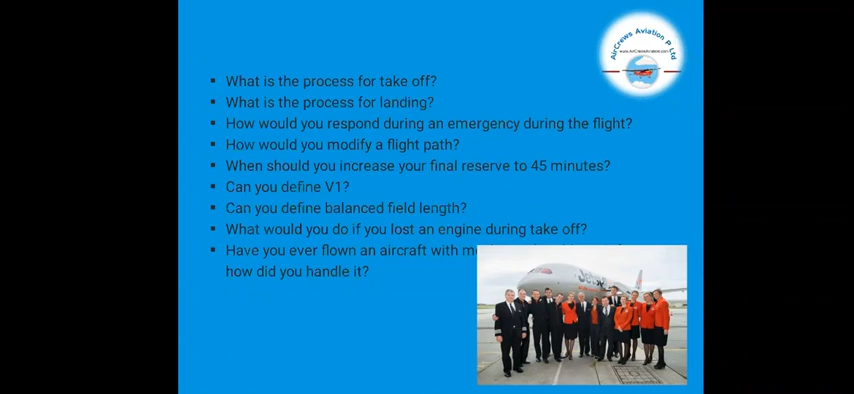 AirCrews Aviation P Ltd
www.AirCrewsAviation.com
▪ What is the process for take off?
▪ What is the process for landing?
▪ How would you respond during an emergency during the flight?
▪ How would you modify a flight path?
▪ When should you increase your final reserve to 45 minutes?
▪ Can you define V1?
▪ Can you define balanced field length?
▪ What would you do if you lost an engine during take off?
▪ Have you ever flown an aircraft with
how did you handle it?